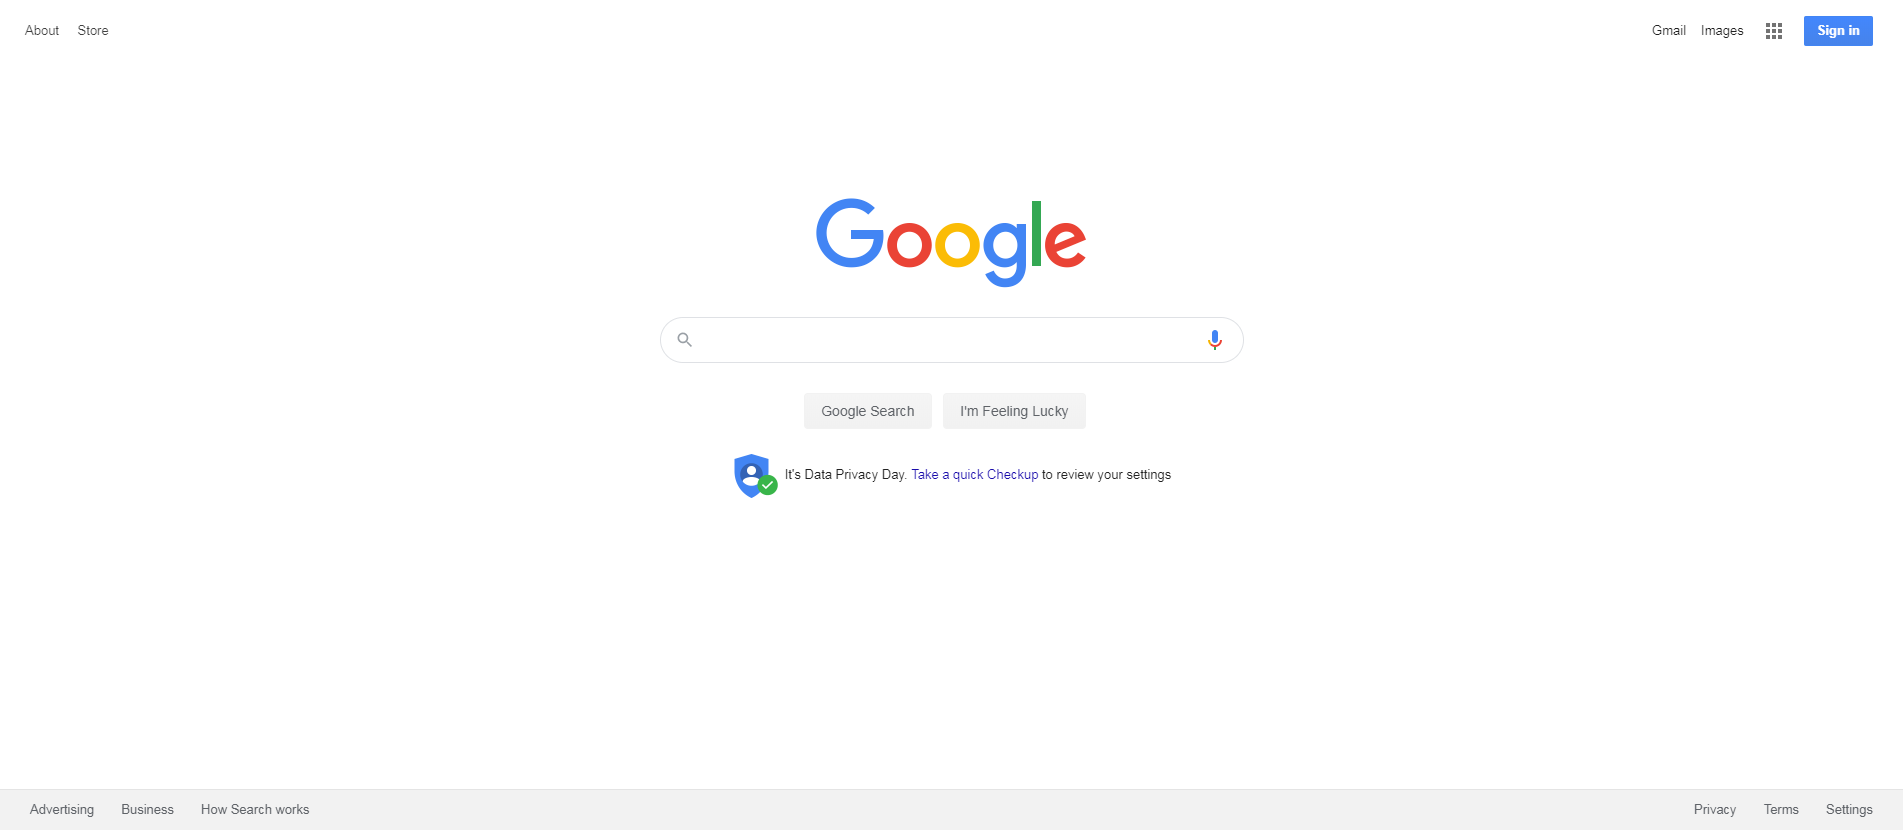 About Store
Gmail Images Sign in
Google
Google Search I'm Feeling Lucky
It's Data Privacy Day. Take a quick Checkup to review your settings
Advertising Business How Search works
Privacy Terms Settings